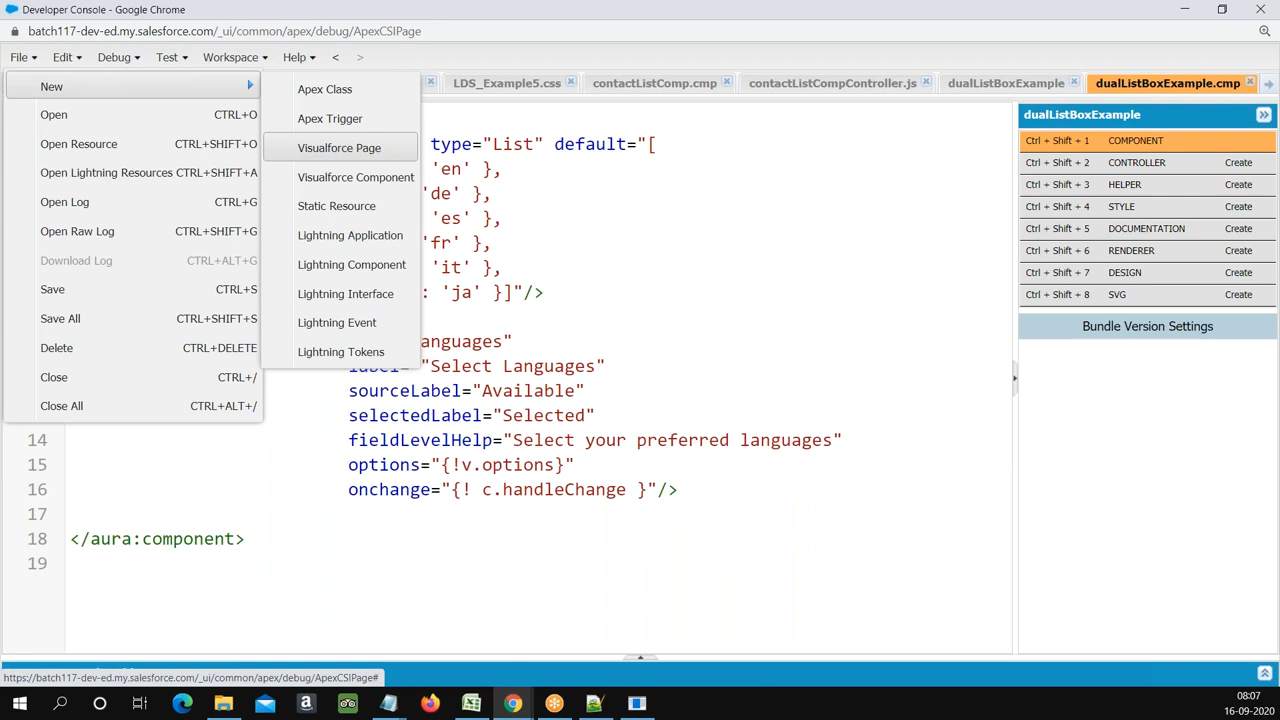 Developer Console - Google Chrome
batch117-dev-ed.my.salesforce.com/_ui/common/apex/debug/ApexCSIPage
File Edit Debug Test Workspace Help < >
LDS_Example5.css contactListComp.cmp contactListCompController.js dualListBoxExample dualListBoxExample.cmp
New
Open CTRL+O
Open Resource CTRL+SHIFT+O
Open Lightning Resources CTRL+SHIFT+A
Open Log CTRL+G
Open Raw Log CTRL+SHIFT+G
Download Log CTRL+ALT+G
Save CTRL+S
Save All CTRL+SHIFT+S
Delete CTRL+DELETE
Close CTRL+/
Close All CTRL+ALT+/
Apex Class
Apex Trigger
Visualforce Page
Visualforce Component
Static Resource
Lightning Application
Lightning Component
Lightning Interface
Lightning Event
Lightning Tokens
type="List" default="[
'en' },
'de' },
'es' },
'fr' },
'it' },
: 'ja' }]"/>
anguages"
"Select Languages"
sourceLabel="Available"
selectedLabel="Selected"
14 fieldLevelHelp="Select your preferred languages"
15 options="{!v.options}"
16 onchange="{! c.handleChange }"/>
17
18 </aura:component>
19
dualListBoxExample
Ctrl + Shift + 1 COMPONENT
Ctrl + Shift + 2 CONTROLLER Create
Ctrl + Shift + 3 HELPER Create
Ctrl + Shift + 4 STYLE Create
Ctrl + Shift + 5 DOCUMENTATION Create
Ctrl + Shift + 6 RENDERER Create
Ctrl + Shift + 7 DESIGN Create
Ctrl + Shift + 8 SVG Create
Bundle Version Settings
https://batch117-dev-ed.my.salesforce.com/_ui/common/apex/debug/ApexCSIPage#
08:07
16-09-2020